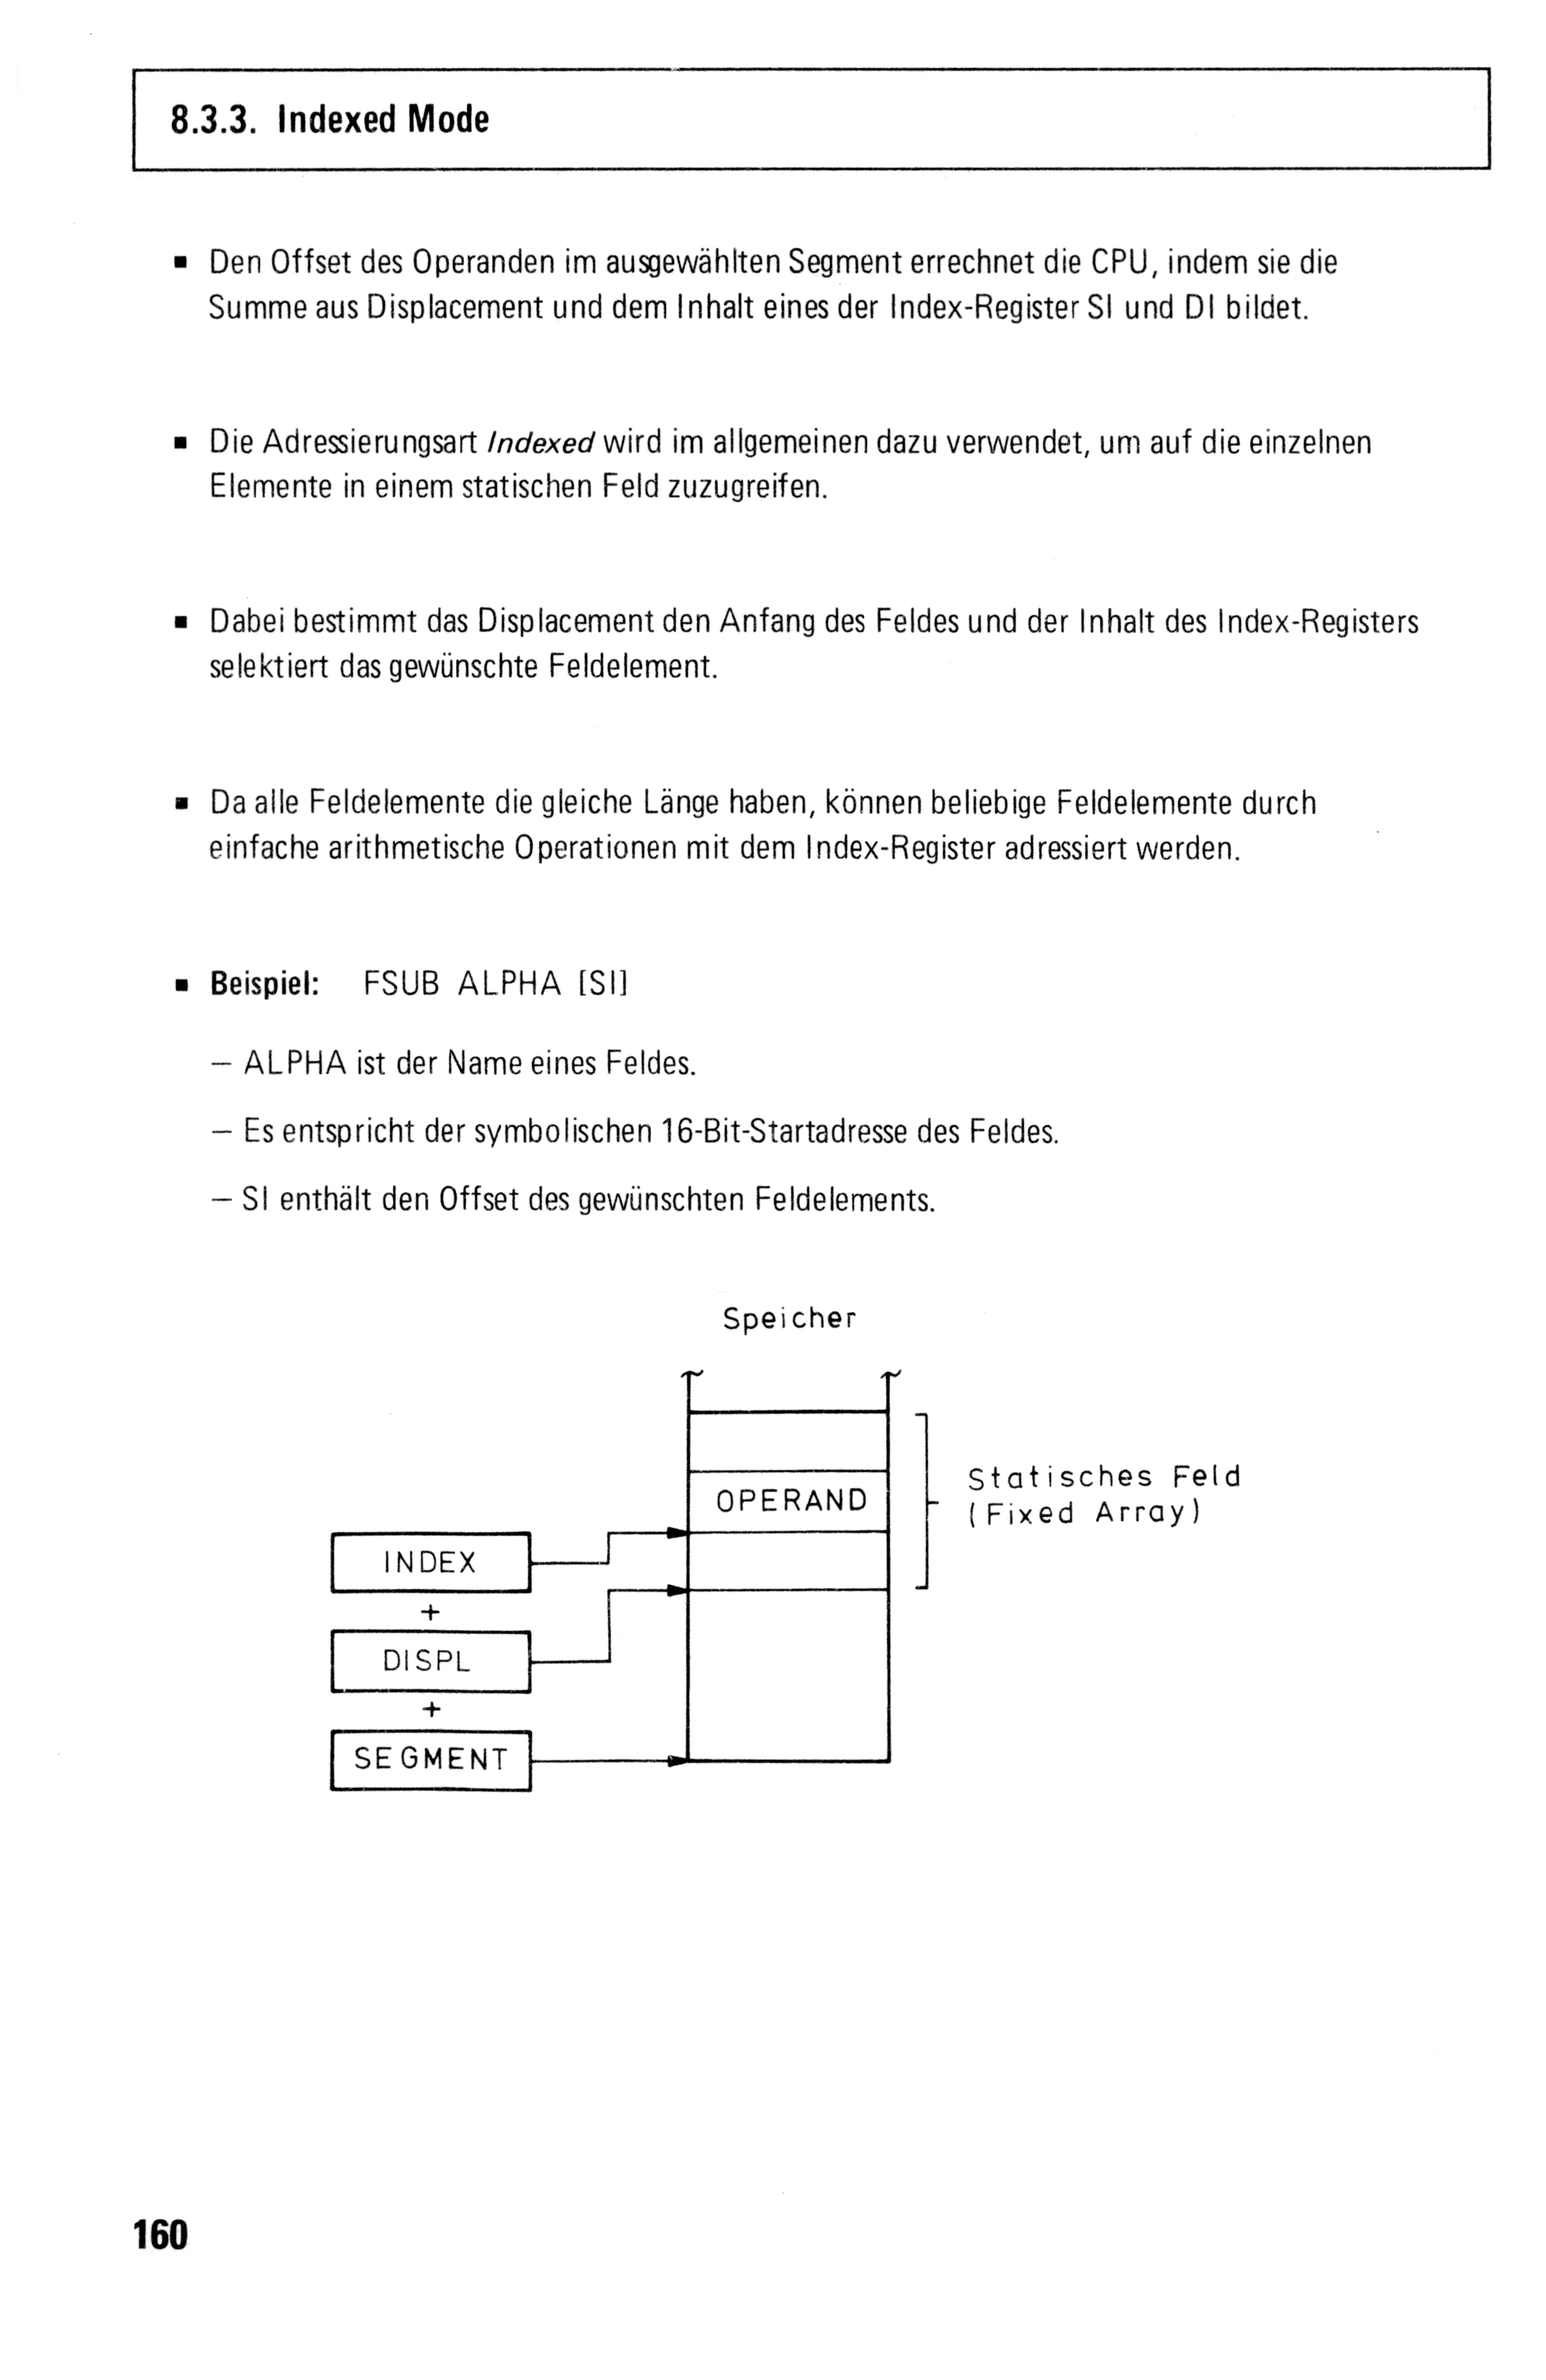 8.3.3. Indexed Mode
▪ Den Offset des Operanden im ausgewählten Segment errechnet die CPU, indem sie die
Summe aus Displacement und dem Inhalt eines der Index-Register SI und DI bildet.
▪ Die Adressierungsart Indexed wird im allgemeinen dazu verwendet, um auf die einzelnen
Elemente in einem statischen Feld zuzugreifen.
▪ Dabei bestimmt das Displacement den Anfang des Feldes und der Inhalt des Index-Registers
selektiert das gewünschte Feldelement.
▪ Da alle Feldelemente die gleiche Länge haben, können beliebige Feldelemente durch
einfache arithmetische Operationen mit dem Index-Register adressiert werden.
▪ Beispiel: FSUB ALPHA [SI]
– ALPHA ist der Name eines Feldes.
– Es entspricht der symbolischen 16-Bit-Startadresse des Feldes.
– SI enthält den Offset des gewünschten Feldelements.
Speicher
OPERAND
Statisches Feld
(Fixed Array)
INDEX
+
DISPL
+
SEGMENT
160